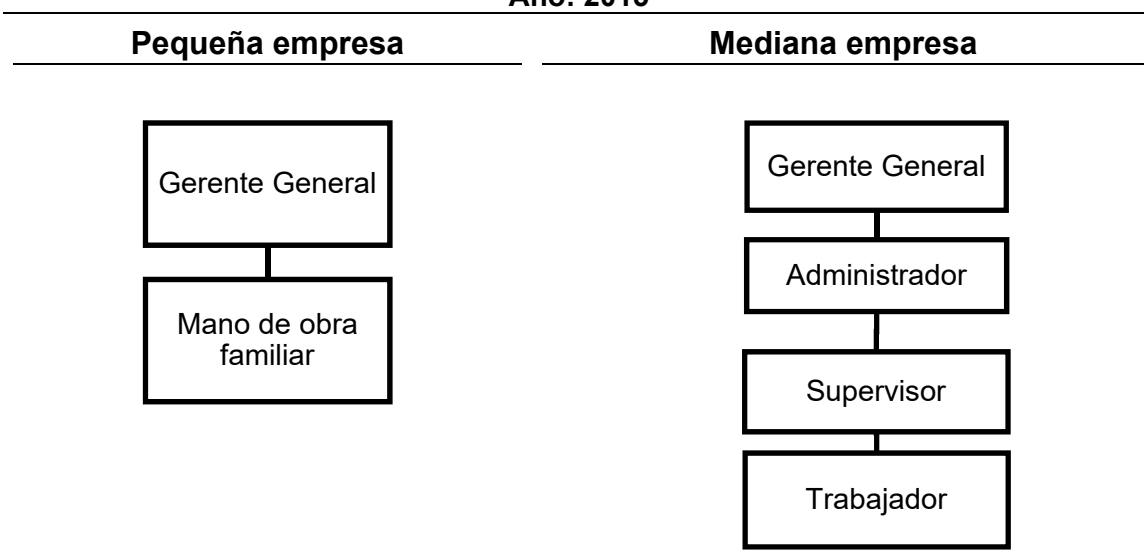 Pequeña empresa
Mediana empresa
Gerente General
Mano de obra
familiar
Gerente General
Administrador
Supervisor
Trabajador